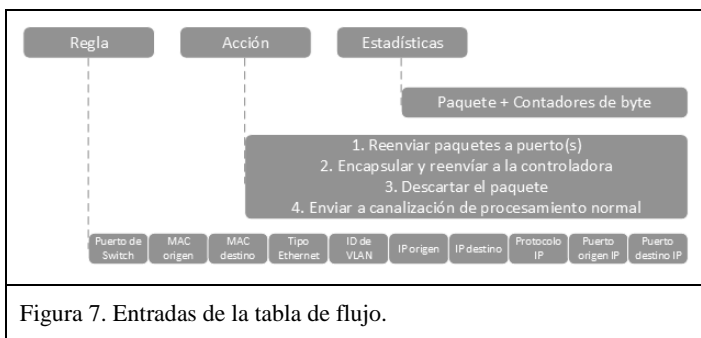 Regla
Acción
Estadísticas
Paquete + Contadores de byte
1. Reenviar paquetes a puerto(s)
2. Encapsular y reenvíar a la controladora
3. Descartar el paquete
4. Enviar a canalización de procesamiento normal
Puerto de
Switch
MAC
origen
MAC
destino
Tipo
Ethernet
ID de
VLAN
IP origen
IP destino
Protocolo
IP
Puerto
origen IP
Puerto
destino IP
Figura 7. Entradas de la tabla de flujo.